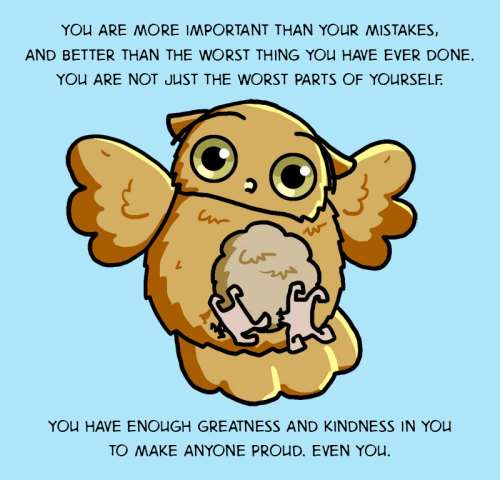 YOU ARE MORE IMPORTANT THAN YOUR MISTAKES,
AND BETTER THAN THE WORST THING YOU HAVE EVER DONE.
YOU ARE NOT JUST THE WORST PARTS OF YOURSELF.
YOU HAVE ENOUGH GREATNESS AND KINDNESS IN YOU
TO MAKE ANYONE PROUD. EVEN YOU.